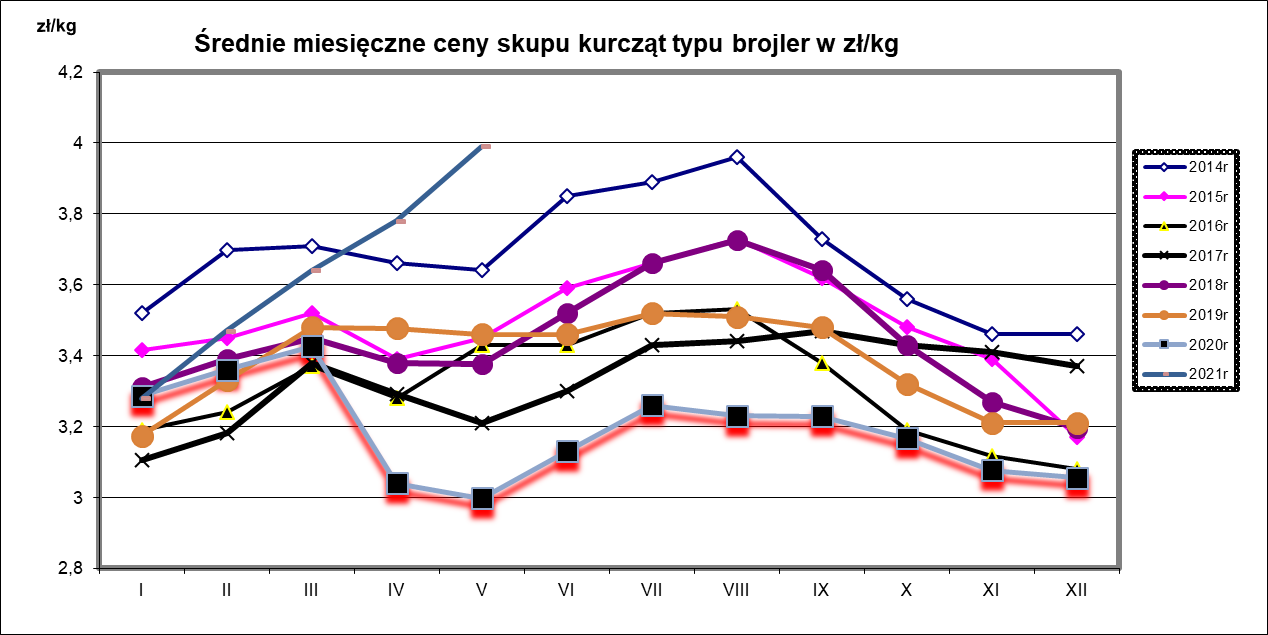 zł/kg
Średnie miesięczne ceny skupu kurcząt typu brojler w zł/kg
4,2
4
3,8
3,6
3,4
3,2
3
2,8
I II III IV V VI VII VIII IX X XI XII
2014r
2015r
2016r
2017r
2018r
2019r
2020r
2021r